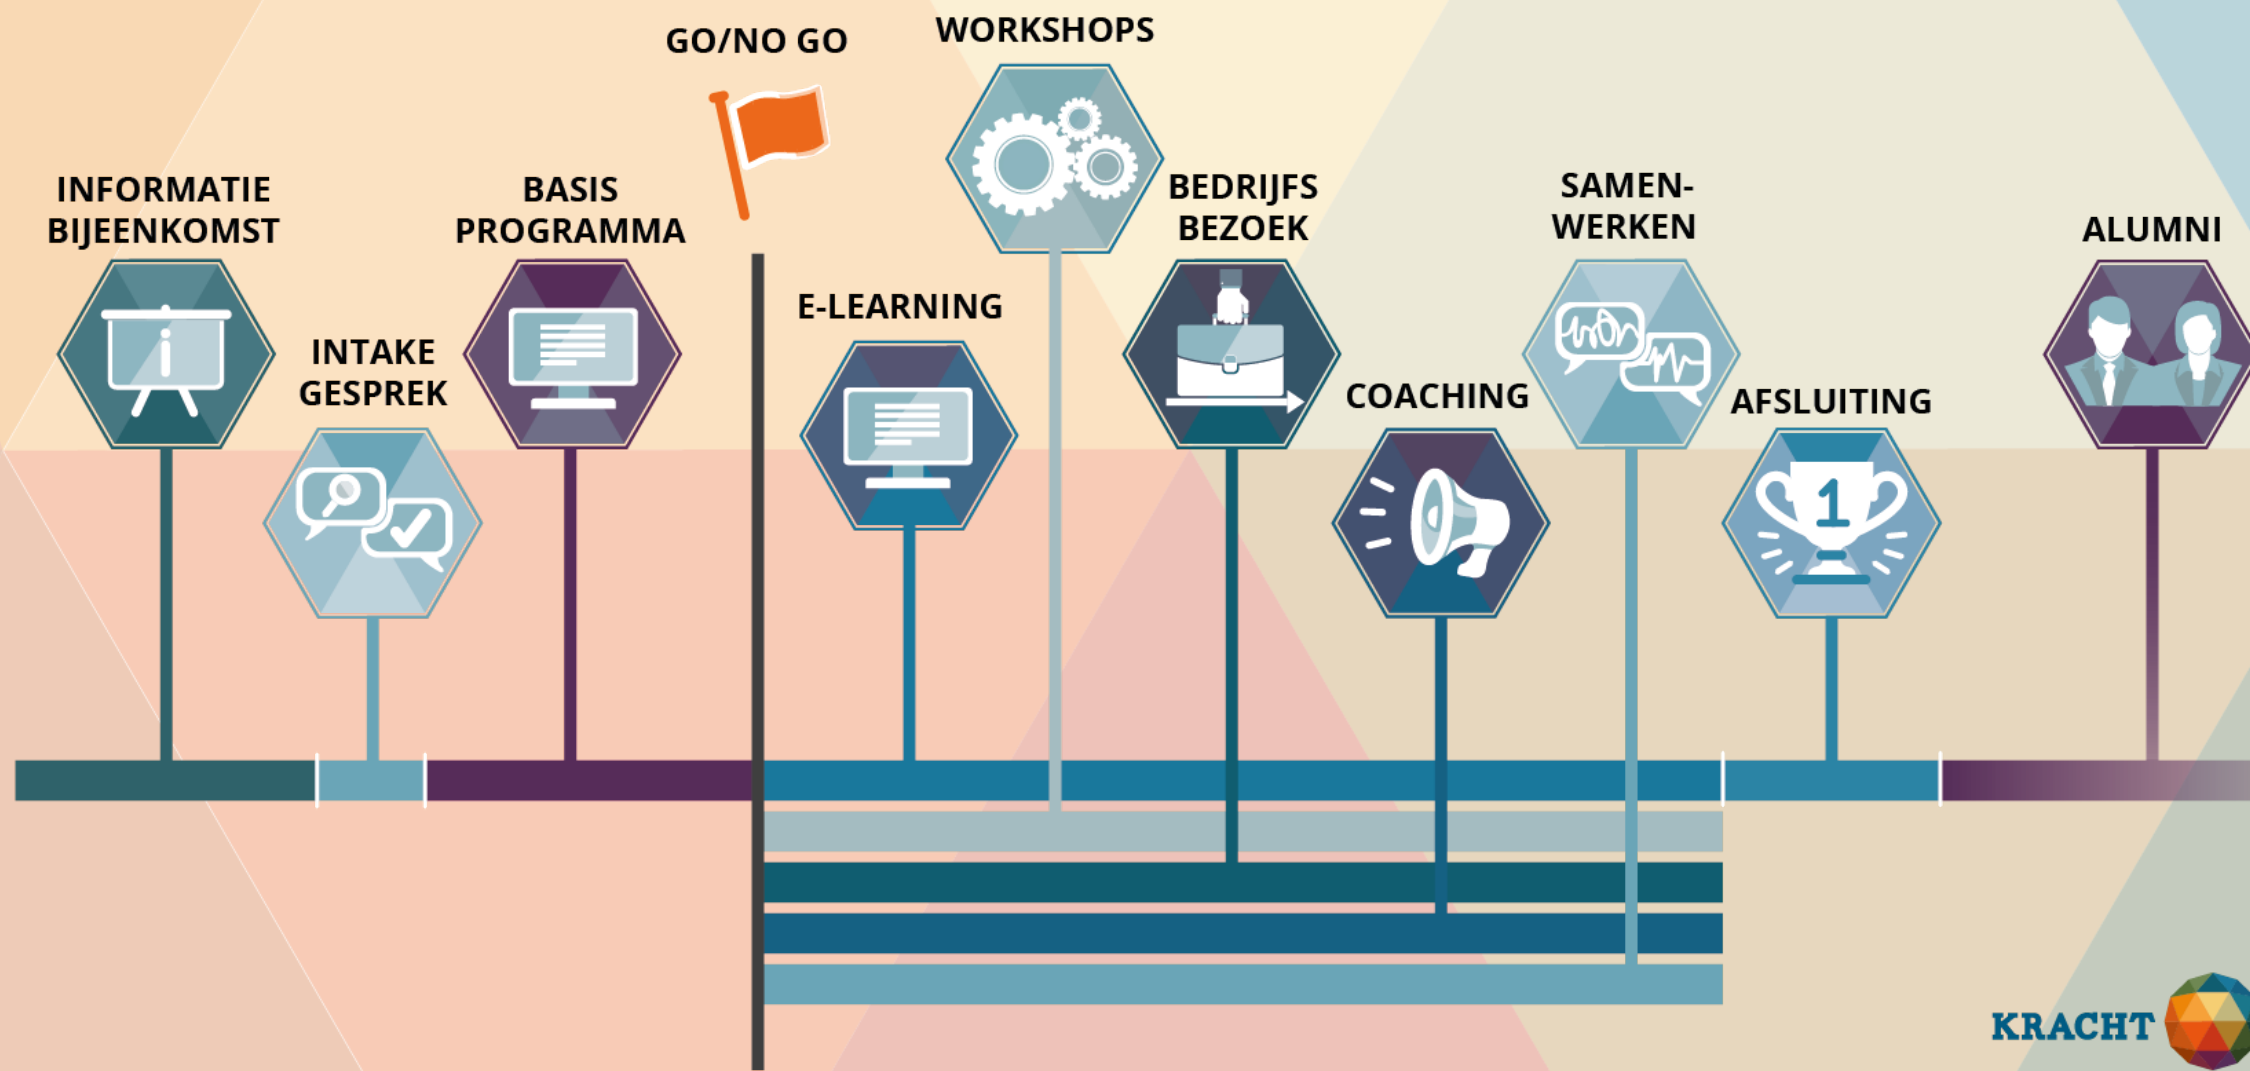 GO/NO GO
WORKSHOPS
INFORMATIE
BIJEENKOMST
INTAKE
GESPREK
BASIS
PROGRAMMA
E-LEARNING
BEDRIJFS
BEZOEK
COACHING
SAMEN-
WERKEN
AFSLUITING
1
ALUMNI
KRACHT